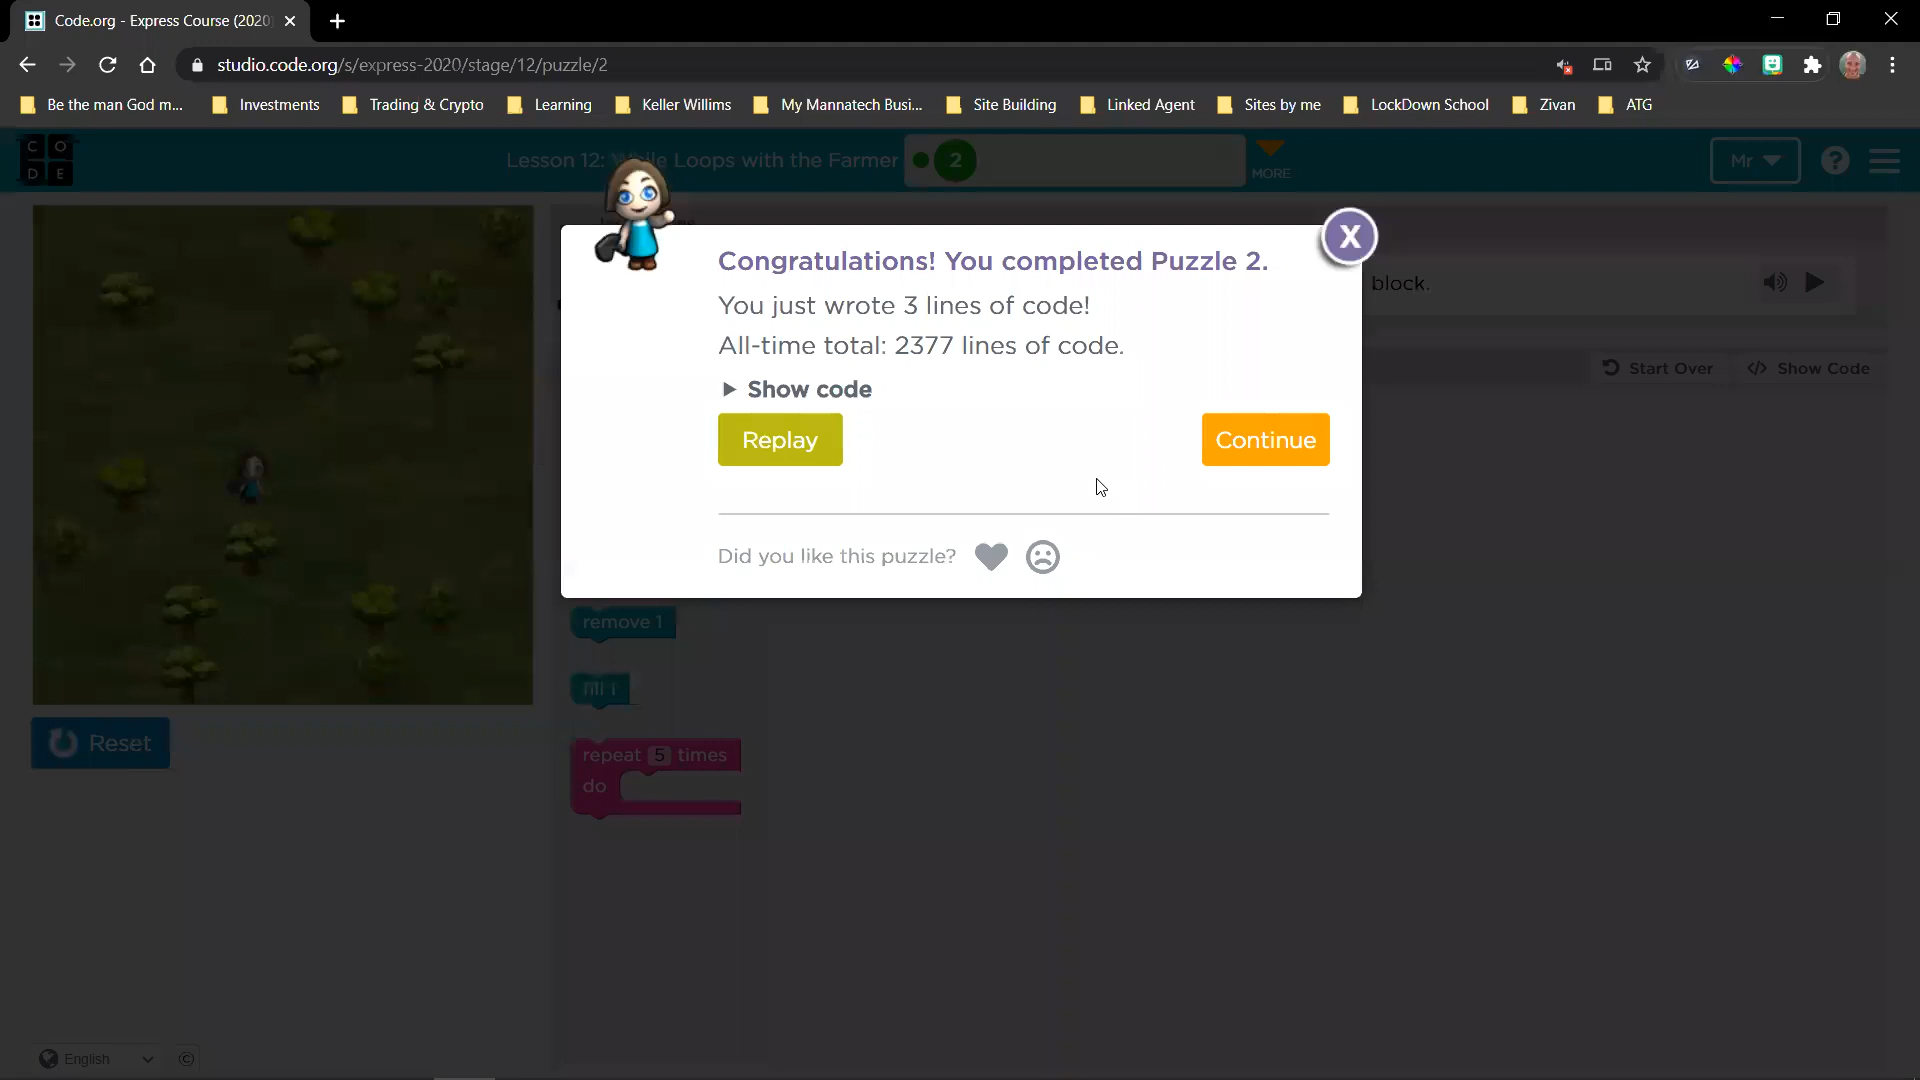 Code.org - Express Course (2020)
studio.code.org/s/express-2020/stage/12/puzzle/2
Be the man God m... Investments Trading & Crypto Learning Keller Willims My Mannatech Busi... Site Building Linked Agent Sites by me LockDown School Zivan ATG
C O
D E
Lesson 12: While Loops with the Farmer
2
MORE
Mr
?
X
Congratulations! You completed Puzzle 2.
block.
You just wrote 3 lines of code!
All-time total: 2377 lines of code.
Show code
Start Over
</> Show Code
Replay
Continue
Did you like this puzzle?
remove 1
fill 1
Reset
repeat 5 times
do
English
©